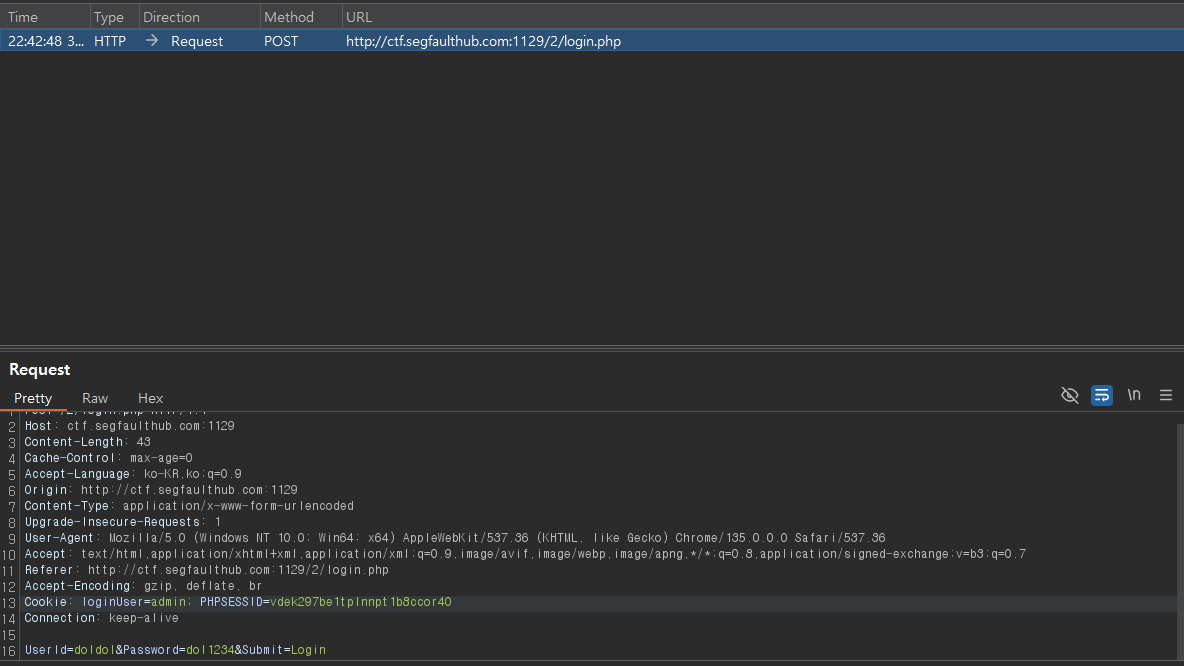 Time Type Direction Method URL
22:42:48 3... HTTP → Request POST http://ctf.segfaulthub.com:1129/2/login.php
Request
Pretty Raw Hex \n
2 Host: ctf.segfaulthub.com:1129
3 Content-Length: 43
4 Cache-Control: max-age=0
5 Accept-Language: ko-KR,ko;q=0.9
6 Origin: http://ctf.segfaulthub.com:1129
7 Content-Type: application/x-www-form-urlencoded
8 Upgrade-Insecure-Requests: 1
9 User-Agent: Mozilla/5.0 (Windows NT 10.0; Win64; x64) AppleWebKit/537.36 (KHTML, like Gecko) Chrome/135.0.0.0 Safari/537.36
10 Accept: text/html,application/xhtml+xml,application/xml;q=0.9,image/avif,image/webp,image/apng,*/*;q=0.8,application/signed-exchange;v=b3;q=0.7
11 Referer: http://ctf.segfaulthub.com:1129/2/login.php
12 Accept-Encoding: gzip, deflate, br
13 Cookie: loginUser=admin; PHPSESSID=vdek297be1tplnnpt1b8ccor40
14 Connection: keep-alive
15
16 UserId=doldol&Password=dol1234&Submit=Login